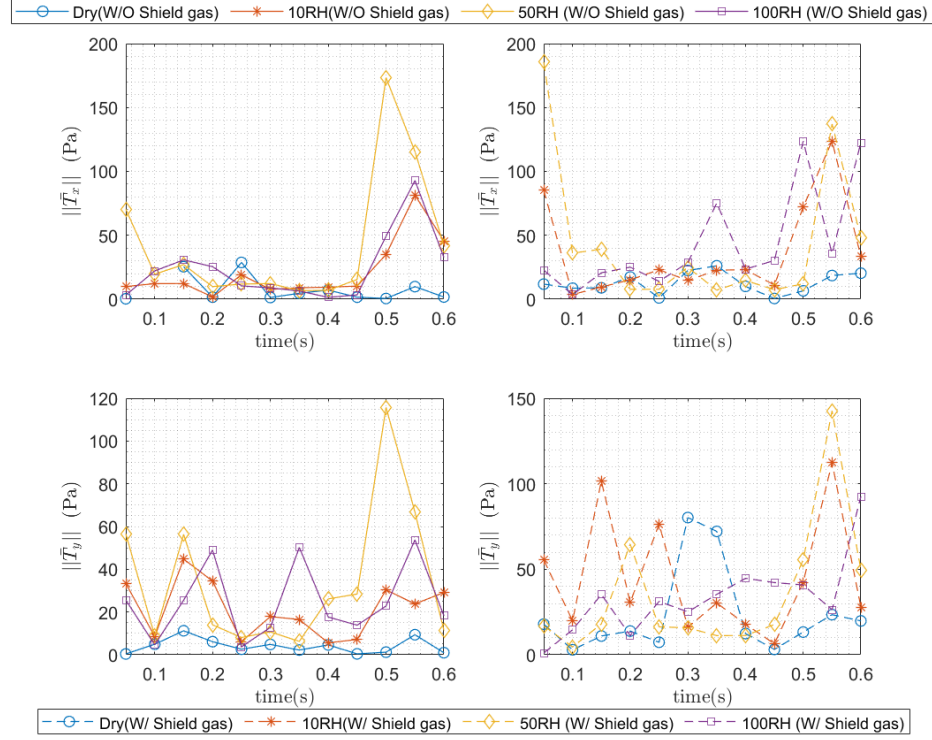 Dry(W/O Shield gas) 10RH(W/O Shield gas) 50RH (W/O Shield gas) 100RH (W/O Shield gas)
200
150
100
50
0
||T̄ₓ|| (Pa)
0.1 0.2 0.3 0.4 0.5 0.6
time(s)
200
150
100
50
0
||T̄ₓ|| (Pa)
0.1 0.2 0.3 0.4 0.5 0.6
time(s)
120
100
80
60
40
20
0
||T̄_y|| (Pa)
0.1 0.2 0.3 0.4 0.5 0.6
time(s)
150
100
50
0
||T̄_y|| (Pa)
0.1 0.2 0.3 0.4 0.5 0.6
time(s)
Dry(W/ Shield gas) 10RH(W/ Shield gas) 50RH (W/ Shield gas) 100RH (W/ Shield gas)